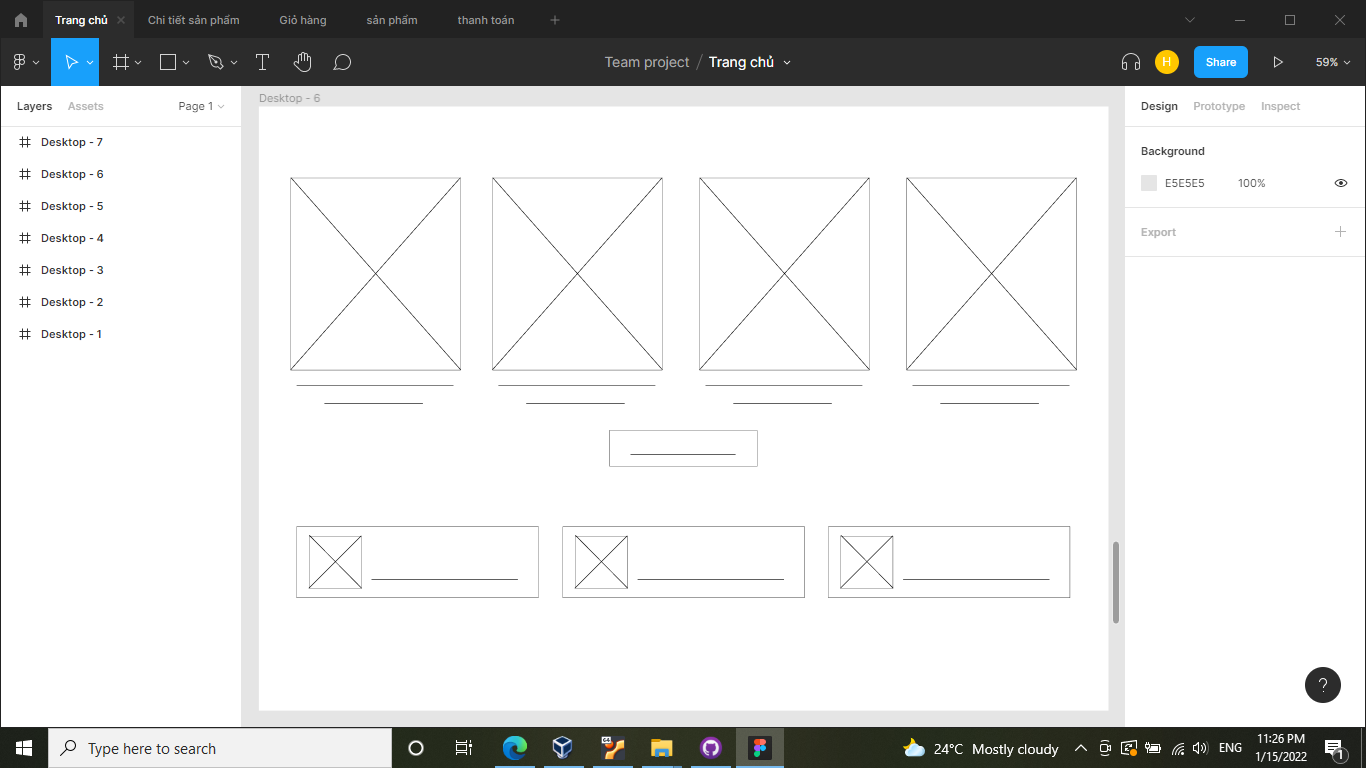 Trang chủ
Chi tiết sản phẩm
Giỏ hàng
sản phẩm
thanh toán
Team project / Trang chủ
H
Share
59%
Layers
Assets
Page 1
Desktop - 7
Desktop - 6
Desktop - 5
Desktop - 4
Desktop - 3
Desktop - 2
Desktop - 1
Desktop - 6
Design
Prototype
Inspect
Background
E5E5E5
100%
Export
?
Type here to search
64
24°C Mostly cloudy
ENG
11:26 PM
1/15/2022
1